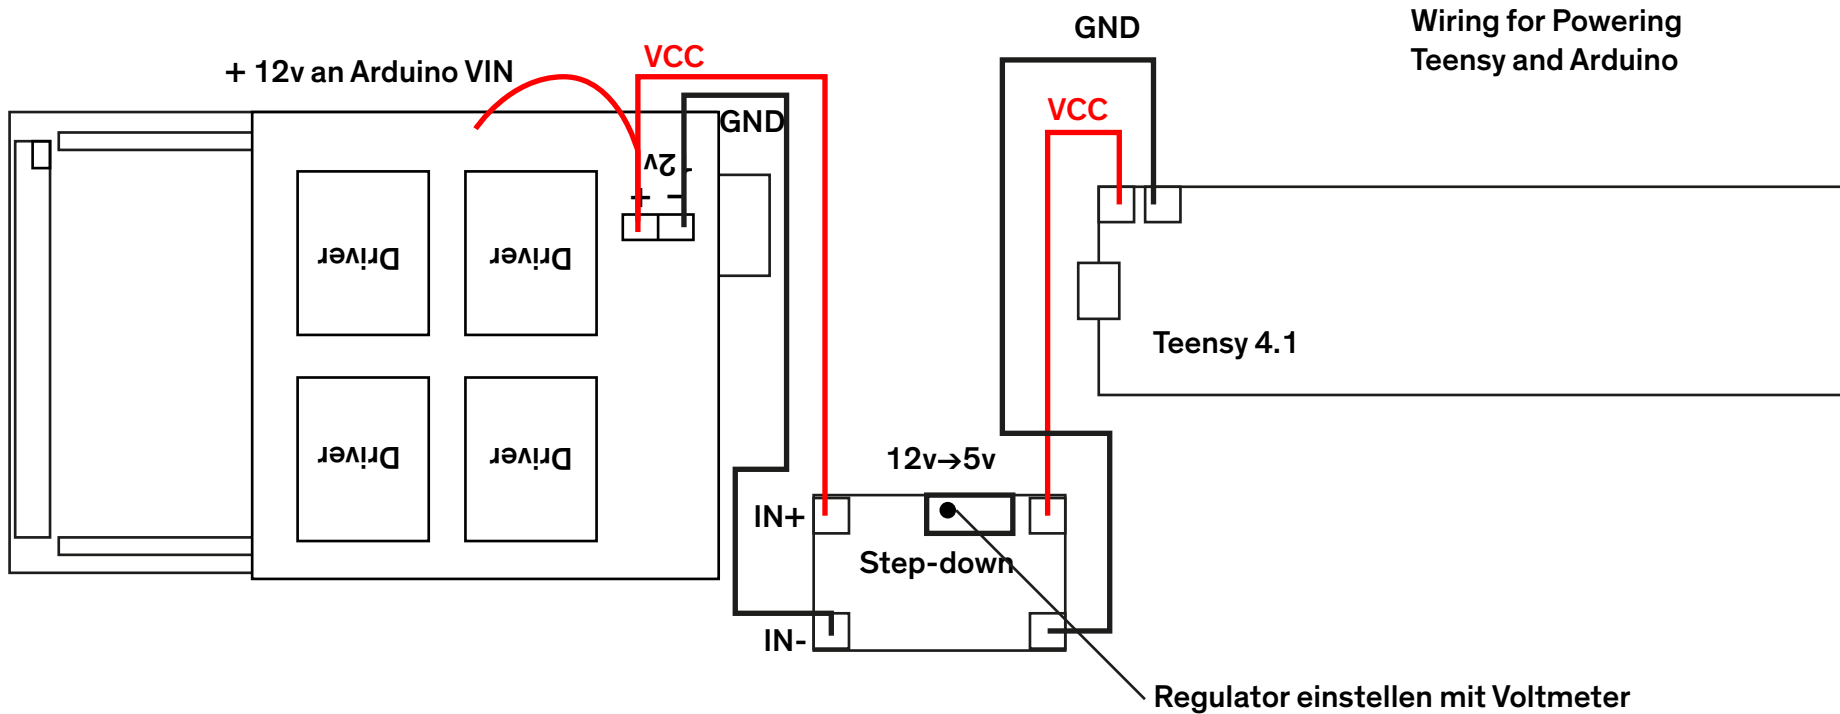 Wiring for Powering
Teensy and Arduino
GND
VCC
+ 12v an Arduino VIN
VCC
GND
2v
+ -
Driver
Driver
Driver
Driver
Teensy 4.1
12v→5v
IN+
Step-down
IN-
Regulator einstellen mit Voltmeter